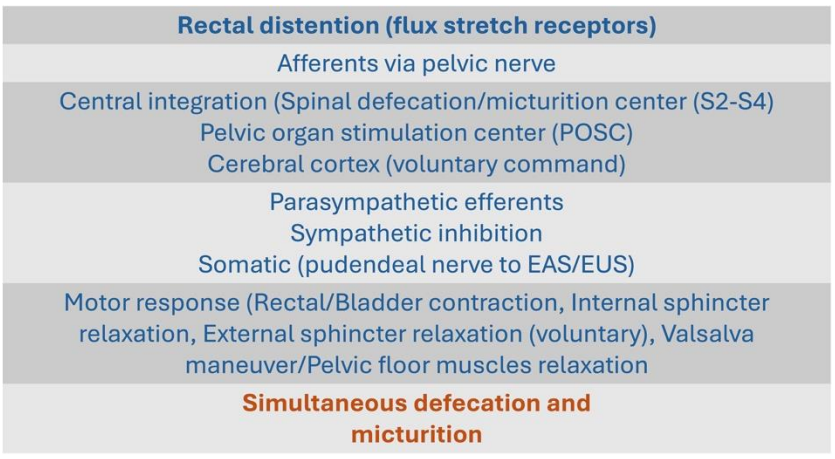 Rectal distention (flux stretch receptors)
Afferents via pelvic nerve
Central integration (Spinal defecation/micturition center (S2-S4)
Pelvic organ stimulation center (POSC)
Cerebral cortex (voluntary command)
Parasympathetic efferents
Sympathetic inhibition
Somatic (pudendeal nerve to EAS/EUS)
Motor response (Rectal/Bladder contraction, Internal sphincter
relaxation, External sphincter relaxation (voluntary), Valsalva
maneuver/Pelvic floor muscles relaxation
Simultaneous defecation and
micturition